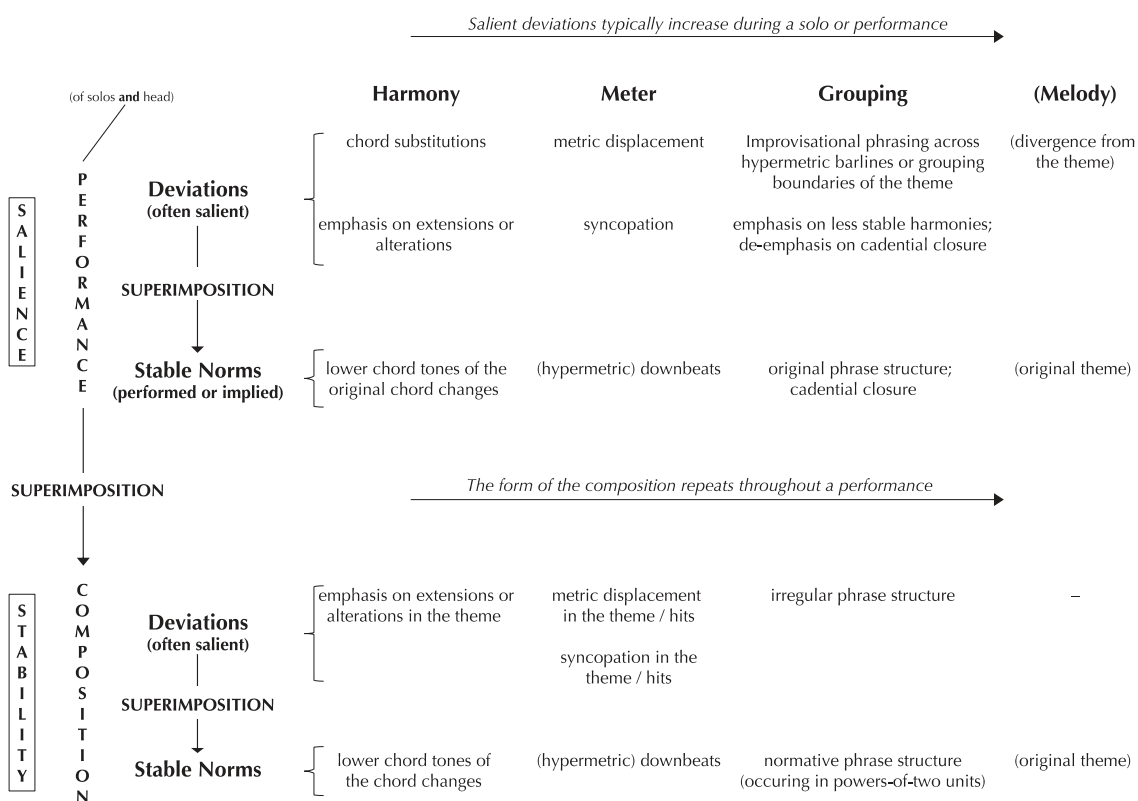 Salient deviations typically increase during a solo or performance
(of solos and head)
Harmony Meter Grouping (Melody)
SALIENCE
PERFORMANCE
Deviations
(often salient)
chord substitutions
metric displacement
Improvisational phrasing across
hypermetric barlines or grouping
boundaries of the theme
(divergence from
the theme)
emphasis on extensions or
alterations
syncopation
emphasis on less stable harmonies;
de-emphasis on cadential closure
SUPERIMPOSITION
Stable Norms
(performed or implied)
lower chord tones of the
original chord changes
(hypermetric) downbeats
original phrase structure;
cadential closure
(original theme)
SUPERIMPOSITION
The form of the composition repeats throughout a performance
STABILITY
COMPOSITION
Deviations
(often salient)
emphasis on extensions or
alterations in the theme
metric displacement
in the theme / hits
irregular phrase structure
–
syncopation in the
theme / hits
SUPERIMPOSITION
Stable Norms
lower chord tones of
the chord changes
(hypermetric) downbeats
normative phrase structure
(occuring in powers-of-two units)
(original theme)